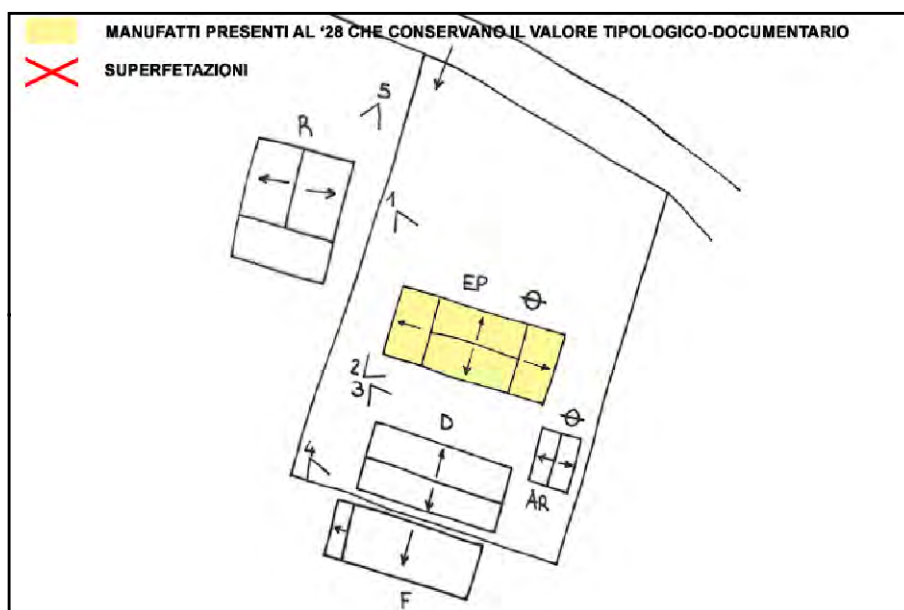 MANUFATTI PRESENTI AL '28 CHE CONSERVANO IL VALORE TIPOLOGICO-DOCUMENTARIO
SUPERFETAZIONI
5
R
1
EP
2
3
D
4
AR
F